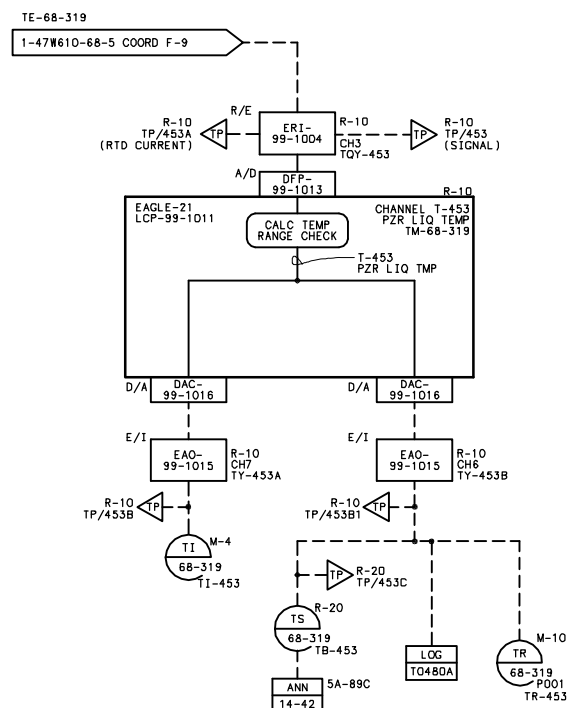 TE-68-319
1-47W610-68-5 COORD F-9
R/E
R-10
TP/453A
(RTD CURRENT)
TP
ERI-
99-1004
R-10
CH3
TQY-453
TP
R-10
TP/453
(SIGNAL)
A/D
DFP-
99-1013
R-10
EAGLE-21
LCP-99-1011
CHANNEL T-453
PZR LIQ TEMP
TM-68-319
CALC TEMP
RANGE CHECK
T-453
PZR LIQ TMP
D/A
DAC-
99-1016
D/A
DAC-
99-1016
E/I
EAO-
99-1015
R-10
CH7
TY-453A
E/I
EAO-
99-1015
R-10
CH6
TY-453B
R-10
TP/453B
TP
R-10
TP/453B1
TP
TI
68-319
M-4
TI-453
TP
R-20
TP/453C
TS
68-319
R-20
TB-453
LOG
T0480A
TR
68-319
M-10
P001
TR-453
ANN
14-42
5A-89C